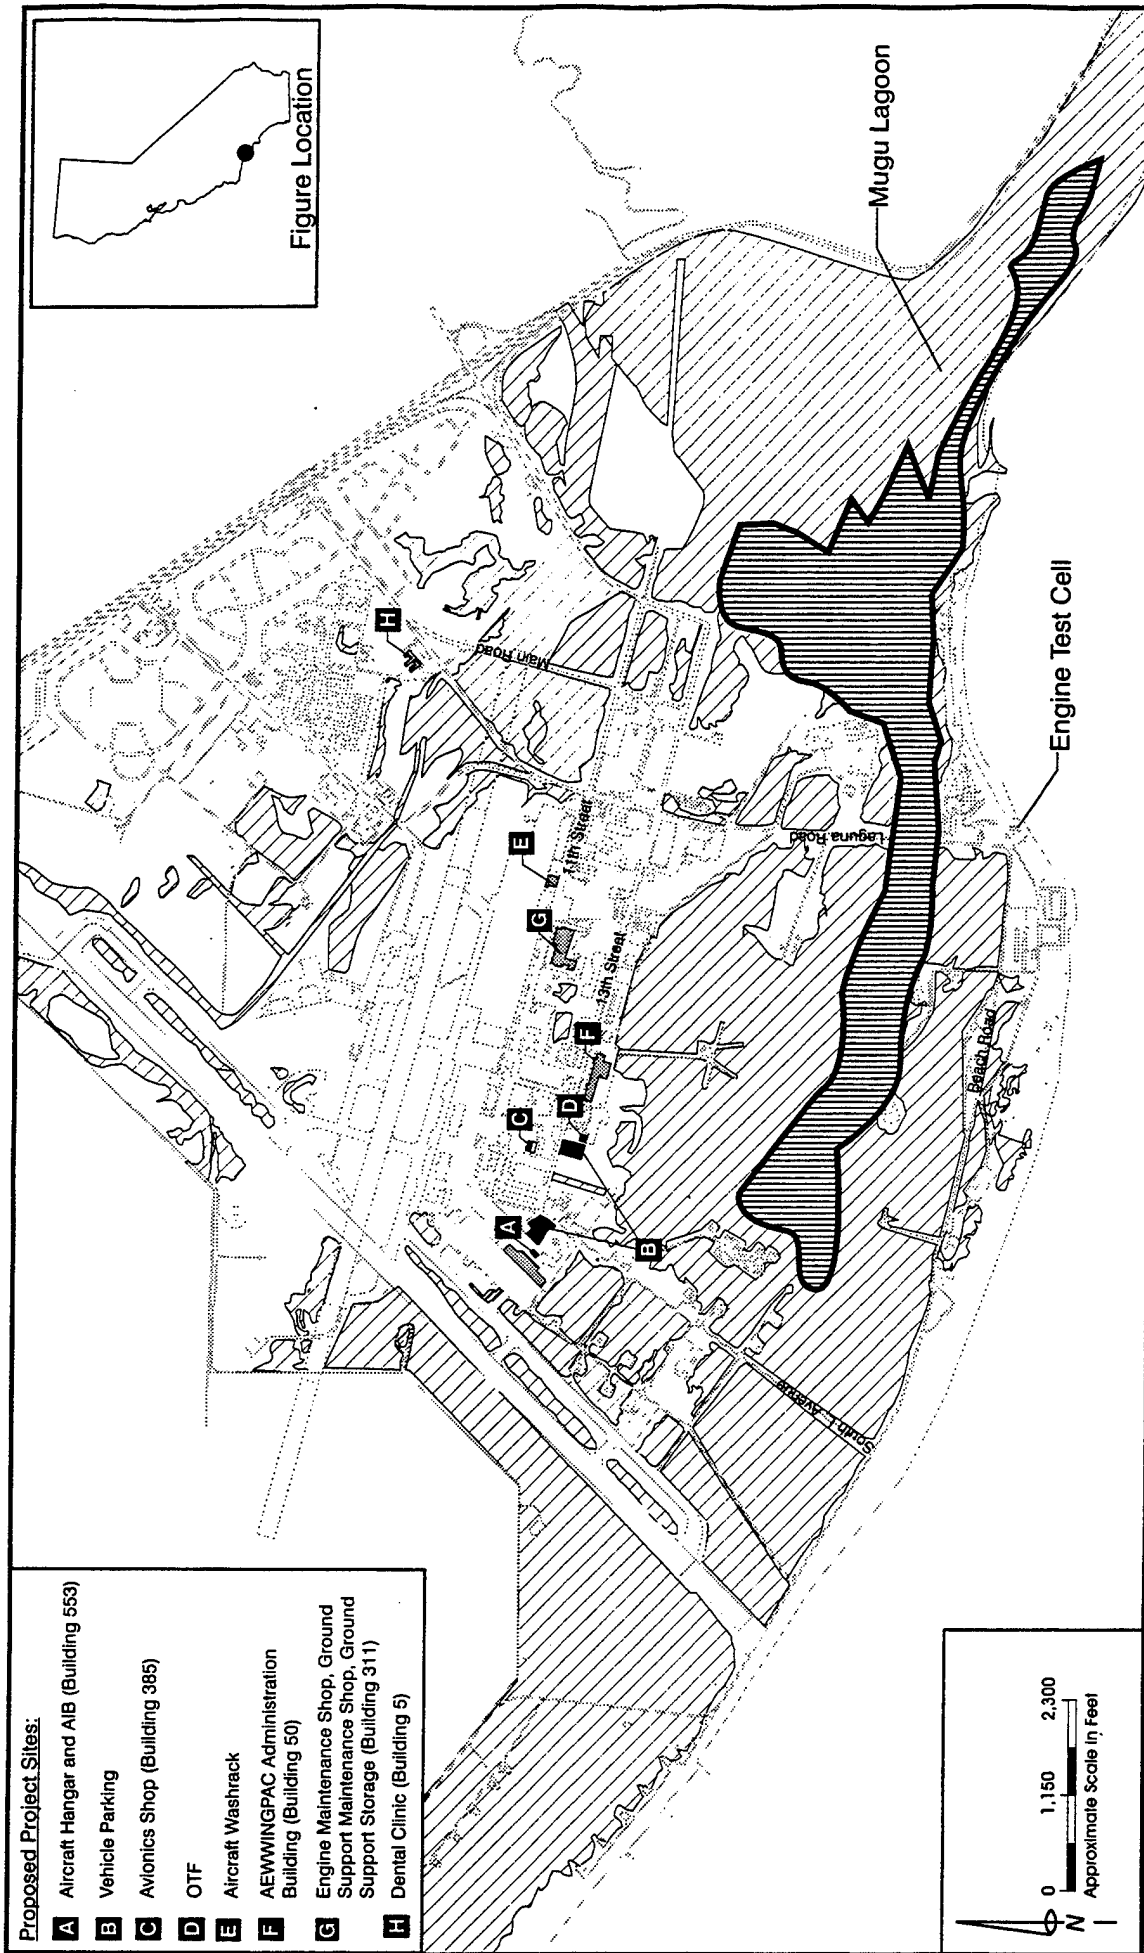 Proposed Project Sites:
A Aircraft Hangar and AIB (Building 553)
B Vehicle Parking
C Avionics Shop (Building 385)
D OTF
E Aircraft Washrack
F AEWWINGPAC Administration
Building (Building 50)
G Engine Maintenance Shop, Ground
Support Maintenance Shop, Ground
Support Storage (Building 311)
H Dental Clinic (Building 5)
Figure Location
Mugu Lagoon
Engine Test Cell
H
Main Road
E
11th Street
G
13th Street
F
D
C
A
B
Laguna Road
Beach Road
South L Avenue
N
0 1,150 2,300
Approximate Scale in Feet